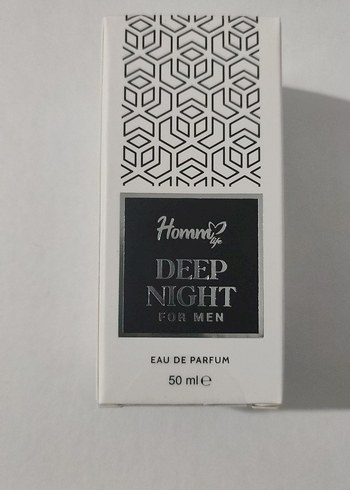 Homm
life
DEEP
NIGHT
FOR MEN
EAU DE PARFUM
50 ml ℮